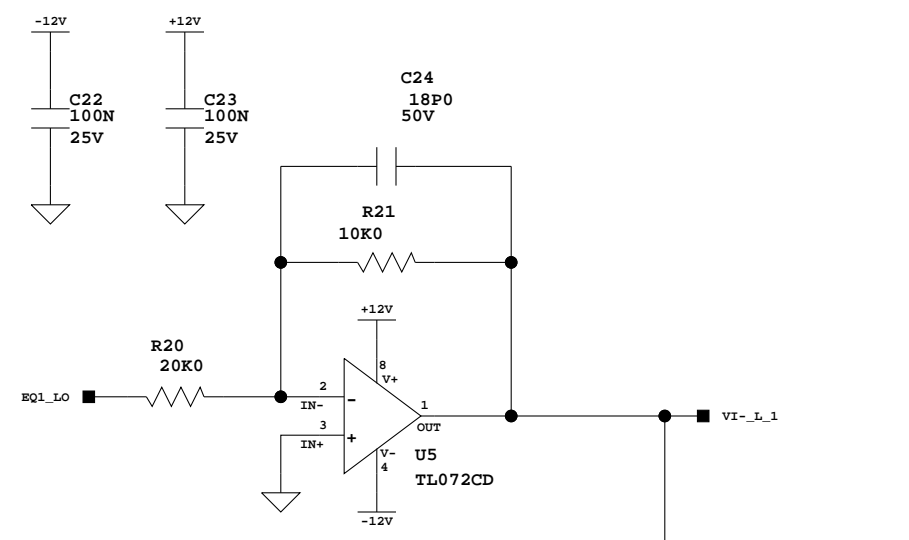 -12V
+12V
C22
100N
25V
C23
100N
25V
C24
18P0
50V
R21
10K0
+12V
8
V+
R20
20K0
EQ1_LO
2
IN-
-
3
IN+
+
1
OUT
V-
4
U5
TL072CD
-12V
VI-_L_1